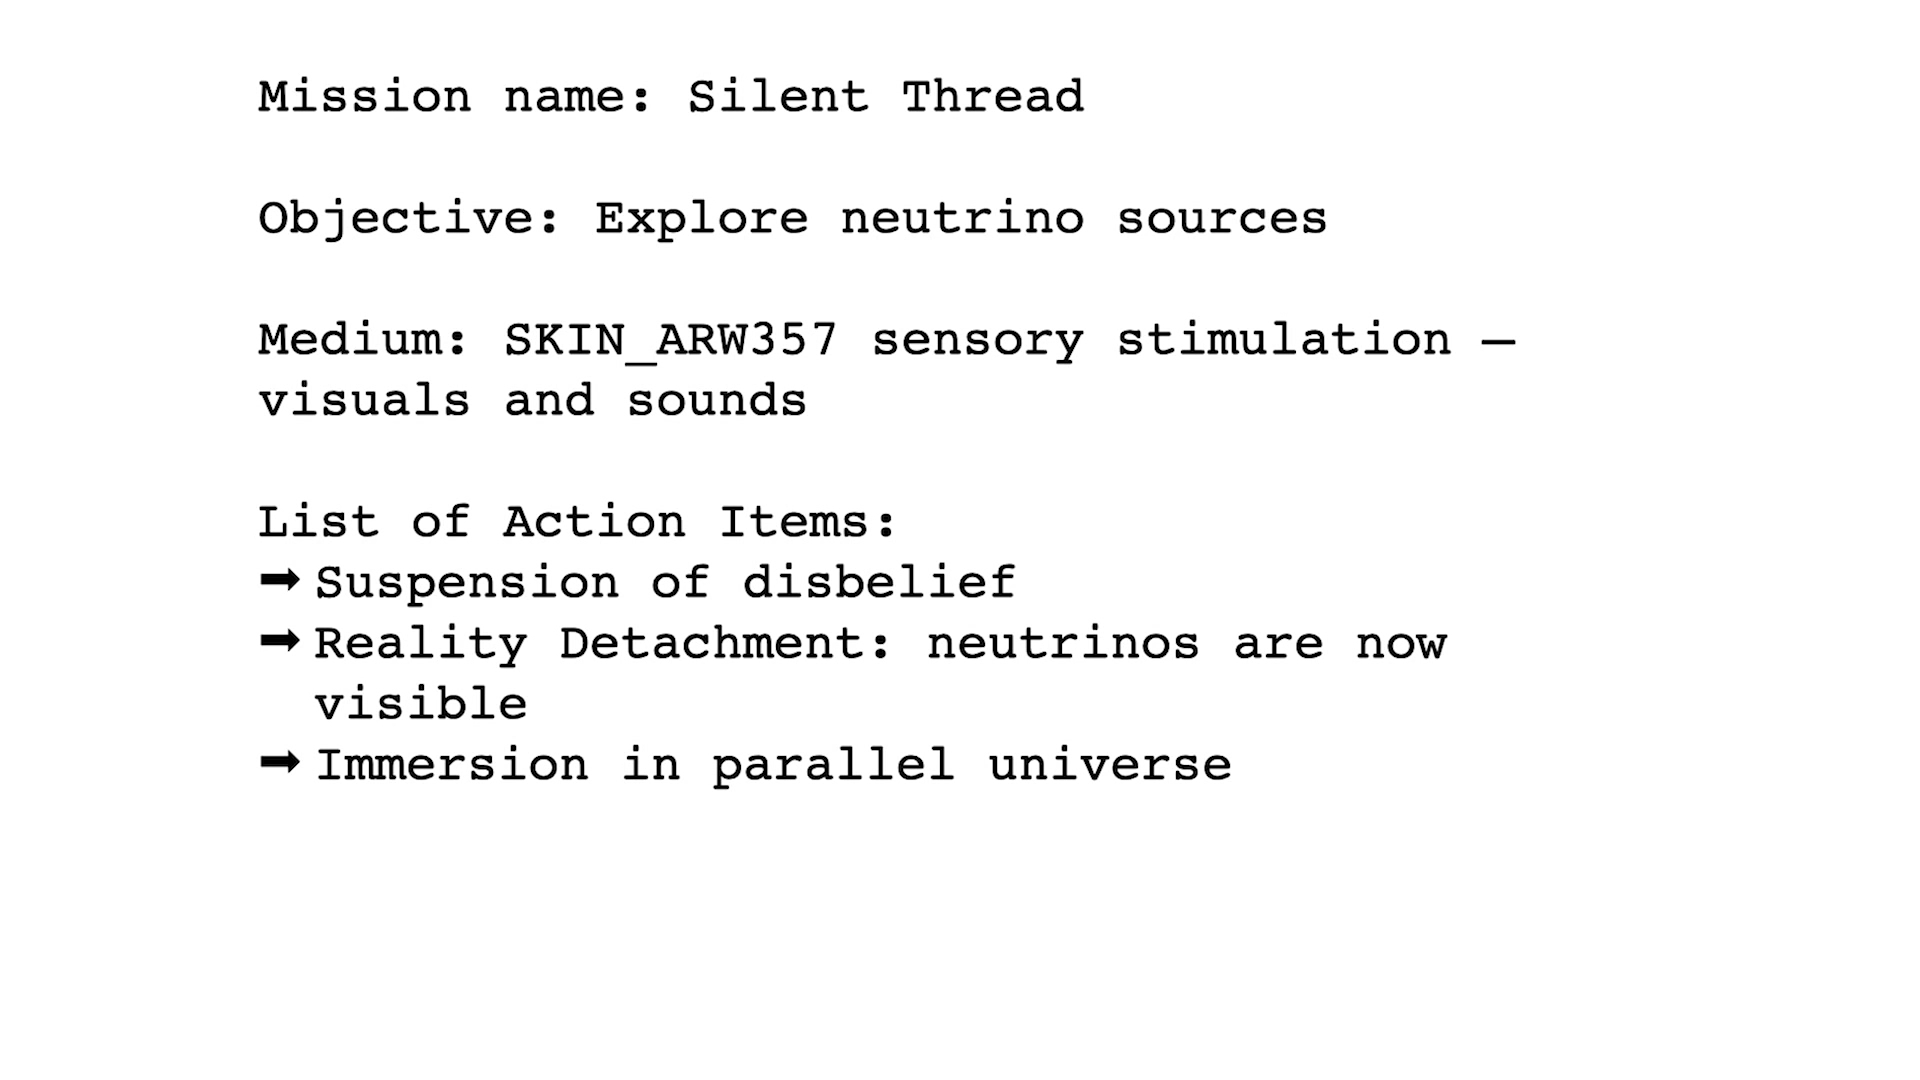 Mission name: Silent Thread
Objective: Explore neutrino sources
Medium: SKIN_ARW357 sensory stimulation –
visuals and sounds
List of Action Items:
➡ Suspension of disbelief
➡ Reality Detachment: neutrinos are now
visible
➡ Immersion in parallel universe